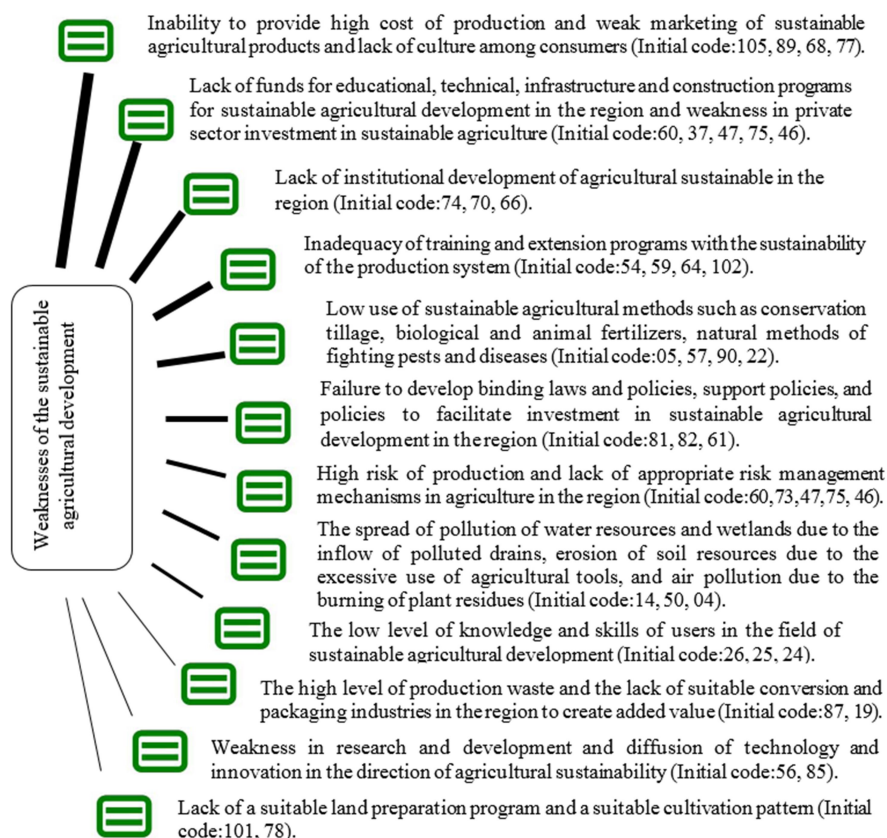 Inability to provide high cost of production and weak marketing of sustainable
agricultural products and lack of culture among consumers (Initial code:105, 89, 68, 77).
Lack of funds for educational, technical, infrastructure and construction programs
for sustainable agricultural development in the region and weakness in private
sector investment in sustainable agriculture (Initial code:60, 37, 47, 75, 46).
Lack of institutional development of agricultural sustainable in the
region (Initial code:74, 70, 66).
Inadequacy of training and extension programs with the sustainability
of the production system (Initial code:54, 59, 64, 102).
Low use of sustainable agricultural methods such as conservation
tillage, biological and animal fertilizers, natural methods of
fighting pests and diseases (Initial code:05, 57, 90, 22).
Failure to develop binding laws and policies, support policies, and
policies to facilitate investment in sustainable agricultural
development in the region (Initial code:81, 82, 61).
High risk of production and lack of appropriate risk management
mechanisms in agriculture in the region (Initial code:60,73,47,75, 46).
The spread of pollution of water resources and wetlands due to the
inflow of polluted drains, erosion of soil resources due to the
excessive use of agricultural tools, and air pollution due to the
burning of plant residues (Initial code:14, 50, 04).
The low level of knowledge and skills of users in the field of
sustainable agricultural development (Initial code:26, 25, 24).
The high level of production waste and the lack of suitable conversion and
packaging industries in the region to create added value (Initial code:87, 19).
Weakness in research and development and diffusion of technology and
innovation in the direction of agricultural sustainability (Initial code:56, 85).
Lack of a suitable land preparation program and a suitable cultivation pattern (Initial
code:101, 78).
Weaknesses of the sustainable
agricultural development